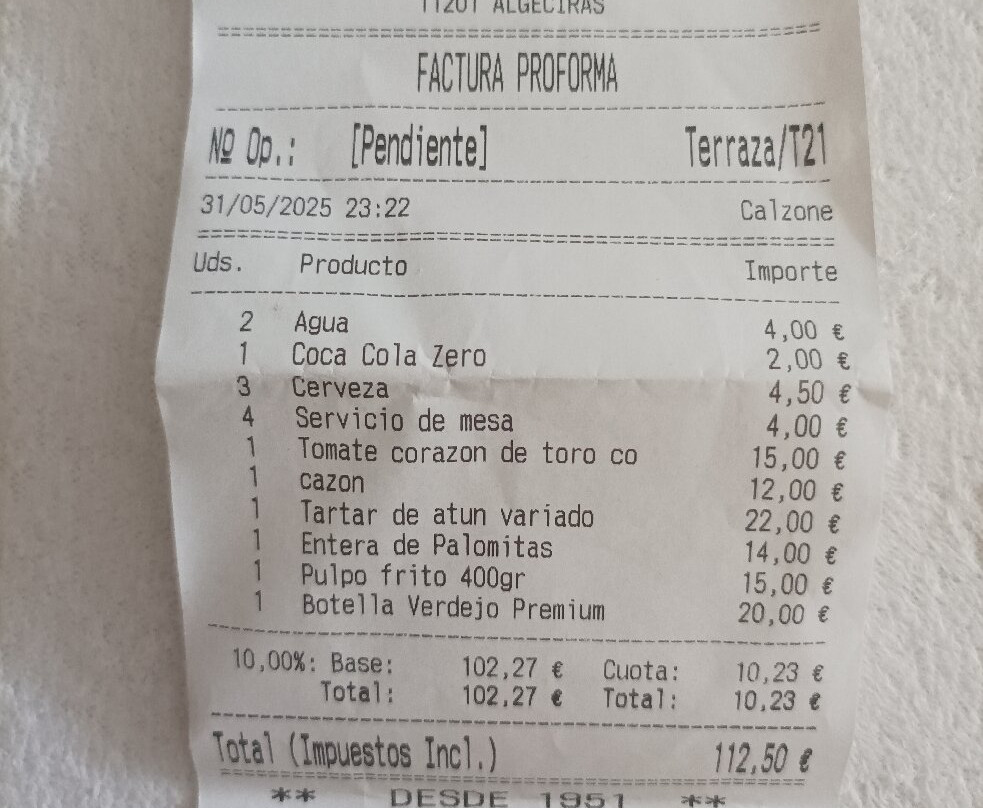 11201 ALGECIRAS
FACTURA PROFORMA
Nº Op.: [Pendiente] Terraza/T21
31/05/2025 23:22 Calzone
Uds. Producto Importe
2 Agua 4,00 €
1 Coca Cola Zero 2,00 €
3 Cerveza 4,50 €
4 Servicio de mesa 4,00 €
1 Tomate corazon de toro co 15,00 €
1 cazon 12,00 €
1 Tartar de atun variado 22,00 €
1 Entera de Palomitas 14,00 €
1 Pulpo frito 400gr 15,00 €
1 Botella Verdejo Premium 20,00 €
10,00%: Base: 102,27 € Cuota: 10,23 €
Total: 102,27 € Total: 10,23 €
Total (Impuestos Incl.) 112,50 €
** DESDE 1951 **